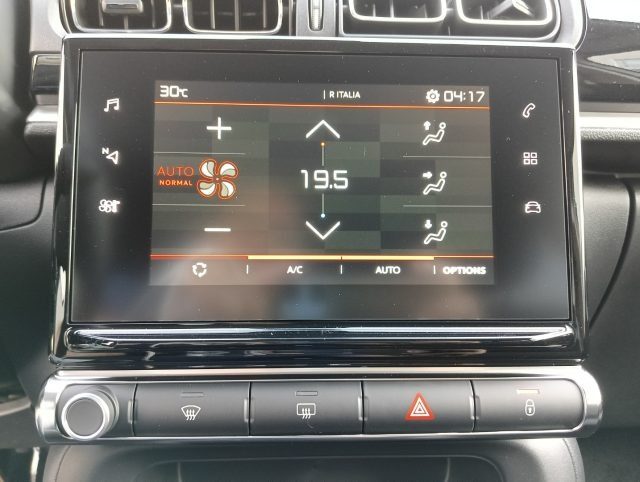 30°C | R ITALIA 04:17
N
AUTO
NORMAL
19.5
A/C | AUTO | OPTIONS